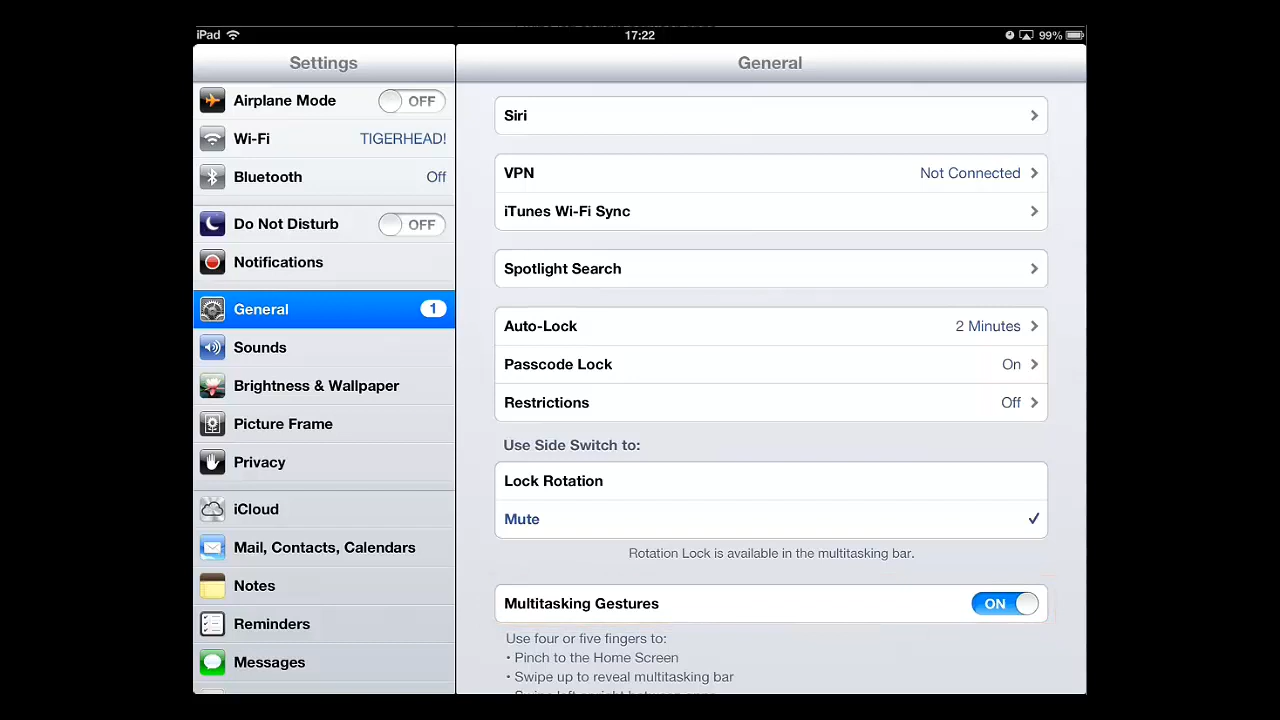 iPad
17:22
99%
Settings
General
Airplane Mode OFF
Wi-Fi TIGERHEAD!
Bluetooth Off
Do Not Disturb OFF
Notifications
General 1
Sounds
Brightness & Wallpaper
Picture Frame
Privacy
iCloud
Mail, Contacts, Calendars
Notes
Reminders
Messages
Siri
VPN Not Connected
iTunes Wi-Fi Sync
Spotlight Search
Auto-Lock 2 Minutes
Passcode Lock On
Restrictions Off
Use Side Switch to:
Lock Rotation
Mute
Rotation Lock is available in the multitasking bar.
Multitasking Gestures ON
Use four or five fingers to:
• Pinch to the Home Screen
• Swipe up to reveal multitasking bar